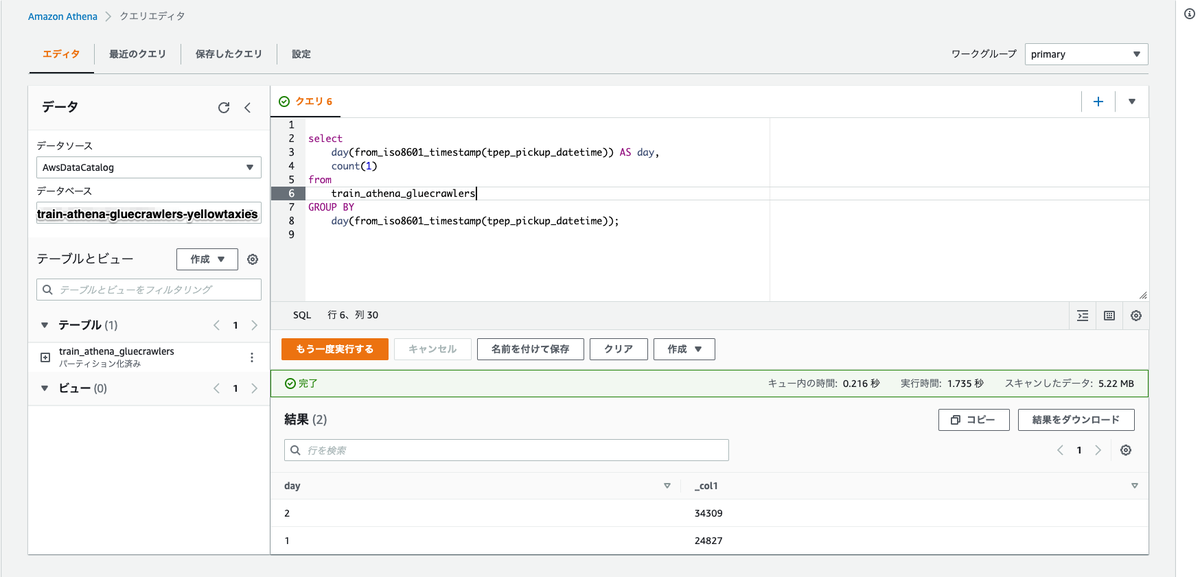 Amazon Athena > クエリエディタ
エディタ 最近のクエリ 保存したクエリ 設定 ワークグループ primary
データ
データソース
AwsDataCatalog
データベース
train-athena-gluecrawlers-yellowtaxies
テーブルとビュー 作成
テーブルとビューをフィルタリング
テーブル (1) 1
train_athena_gluecrawlers
パーティション化済み
ビュー (0) 1
クエリ 6
1
2 select
3 day(from_iso8601_timestamp(tpep_pickup_datetime)) AS day,
4 count(1)
5 from
6 train_athena_gluecrawlers
7 GROUP BY
8 day(from_iso8601_timestamp(tpep_pickup_datetime));
9
SQL 行 6、列 30
もう一度実行する キャンセル 名前を付けて保存 クリア 作成
完了 キュー内の時間: 0.216 秒 実行時間: 1.735 秒 スキャンしたデータ: 5.22 MB
結果 (2) コピー 結果をダウンロード
行を検索 1
day _col1
2 34309
1 24827